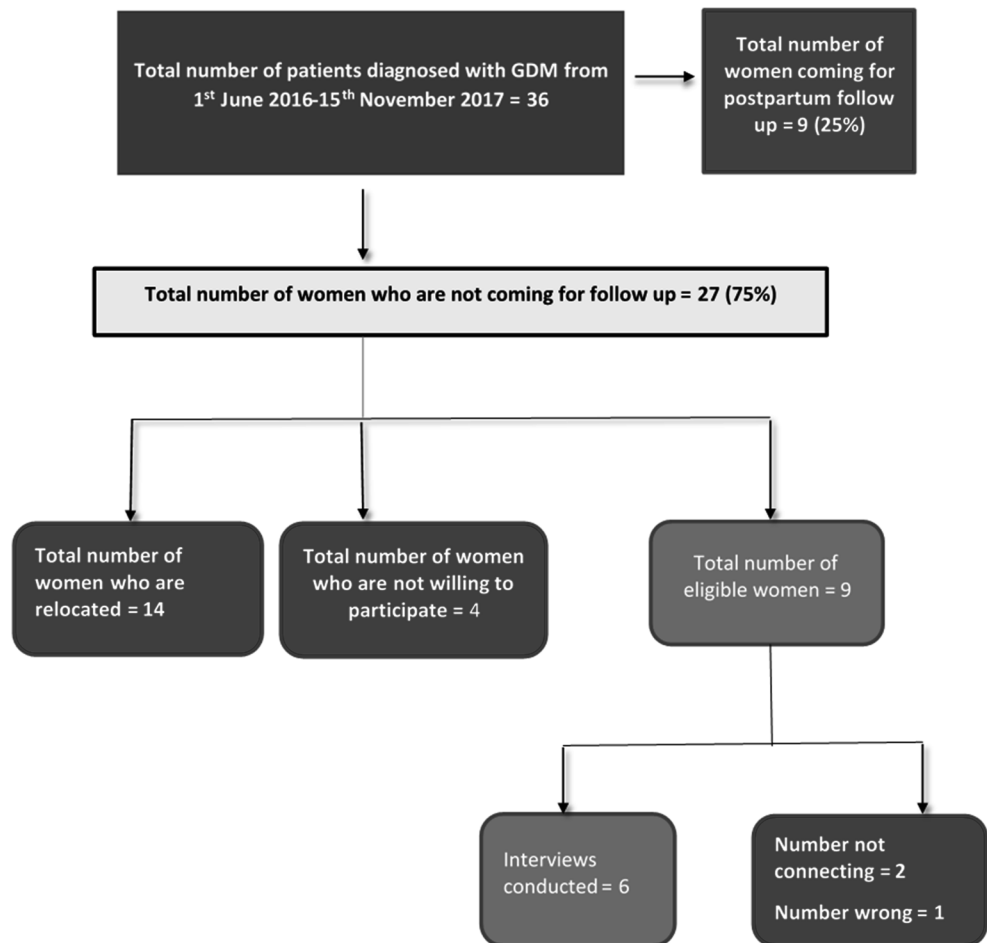 Total number of patients diagnosed with GDM from
1st June 2016-15th November 2017 = 36
Total number of
women coming for
postpartum follow
up = 9 (25%)
Total number of women who are not coming for follow up = 27 (75%)
Total number of
women who are
relocated = 14
Total number of women
who are not willing to
participate = 4
Total number of
eligible women = 9
Interviews
conducted = 6
Number not
connecting = 2
Number wrong = 1